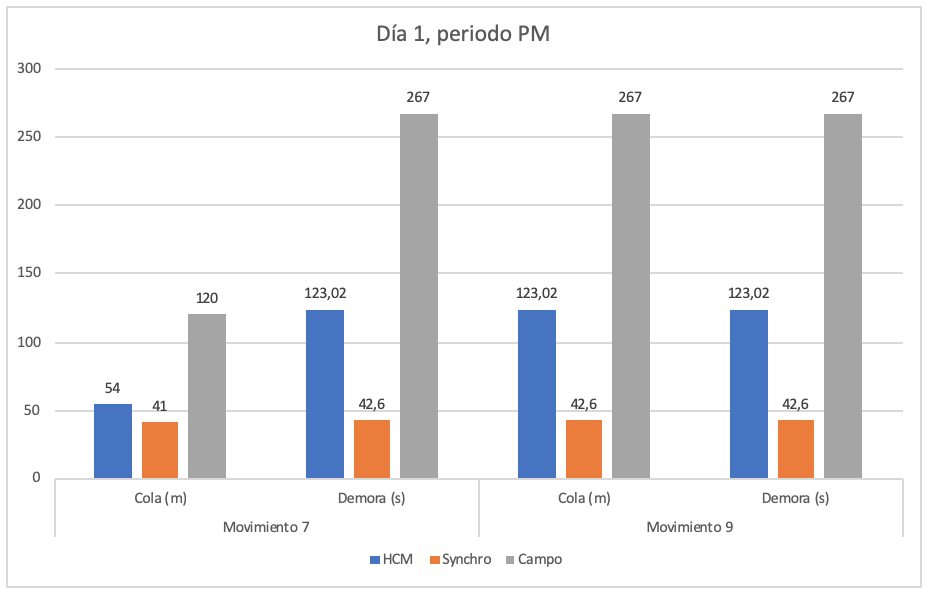 Día 1, periodo PM
300
250
200
150
100
50
0
54
41
120
123,02
42,6
267
123,02
42,6
267
123,02
42,6
267
Cola (m)
Demora (s)
Cola (m)
Demora (s)
Movimiento 7
Movimiento 9
HCM
Synchro
Campo